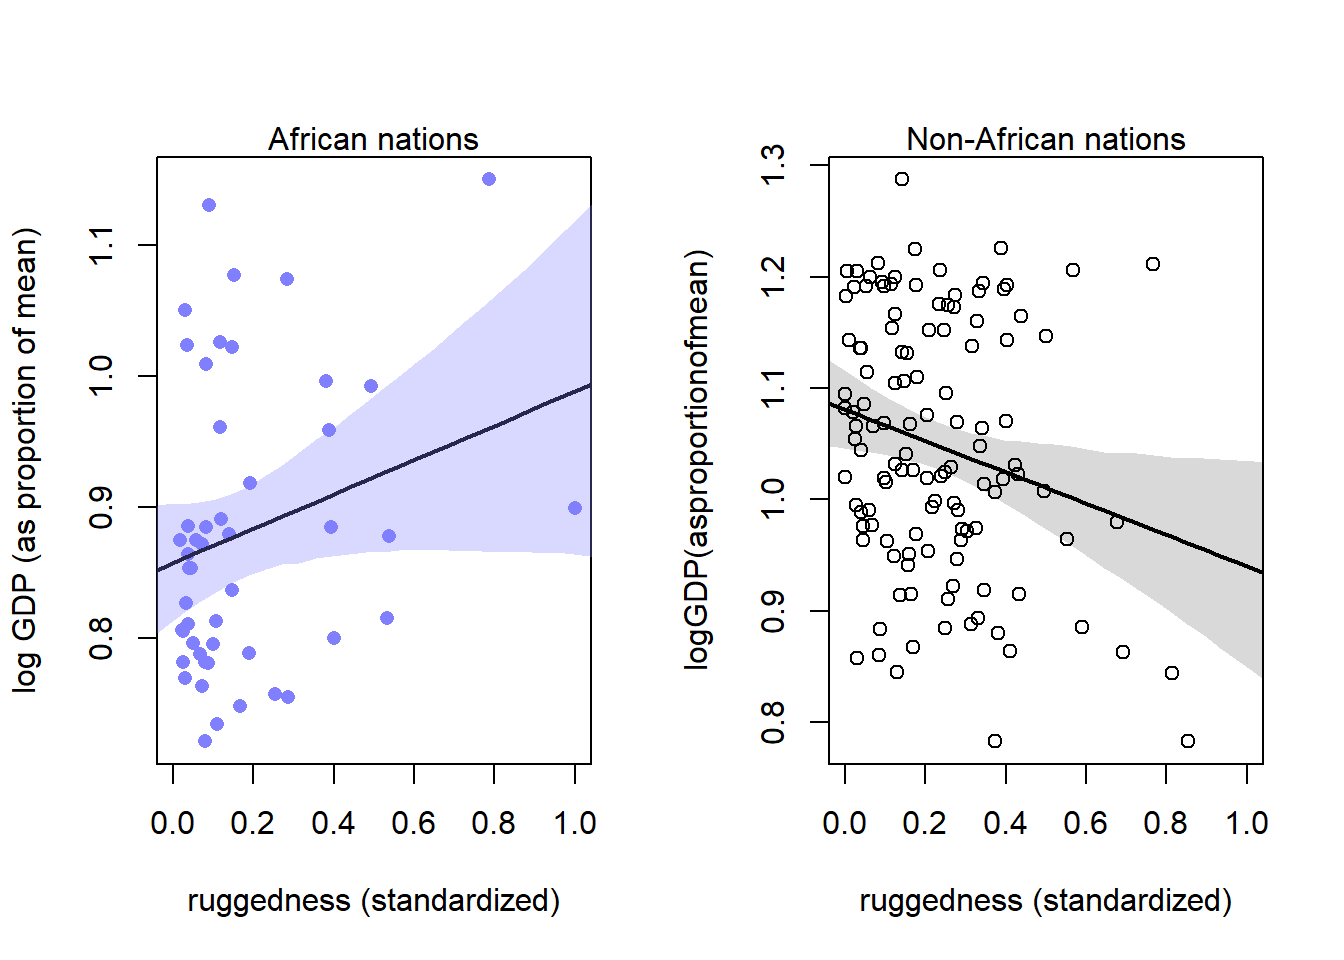 African nations
log GDP (as proportion of mean)
1.1
1.0
0.9
0.8
0.0 0.2 0.4 0.6 0.8 1.0
ruggedness (standardized)
Non-African nations
logGDP(asproportionofmean)
1.3
1.2
1.1
1.0
0.9
0.8
0.0 0.2 0.4 0.6 0.8 1.0
ruggedness (standardized)